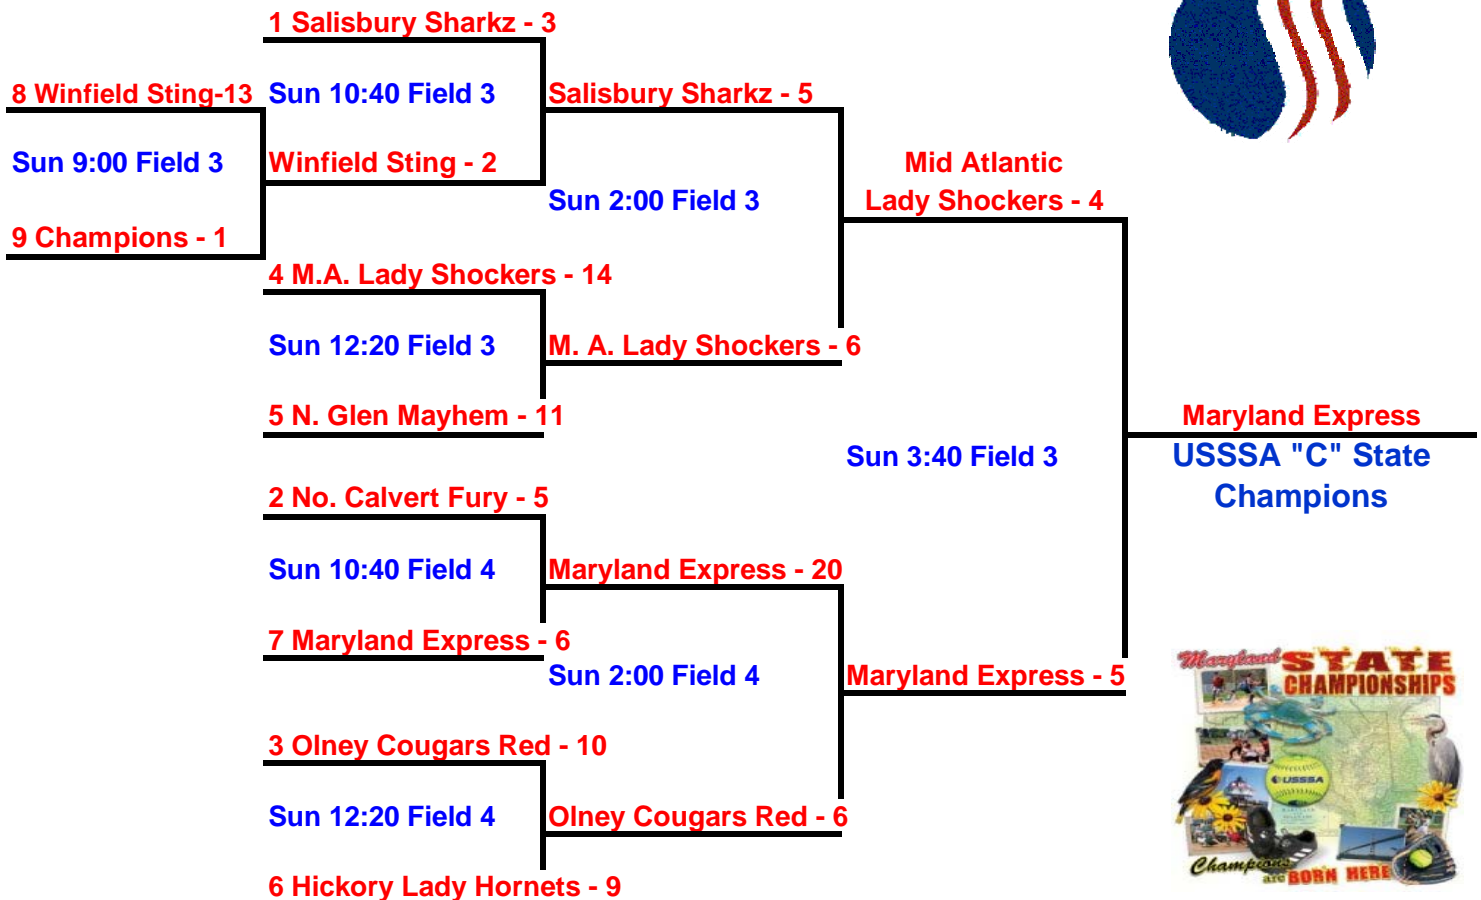 1 Salisbury Sharkz - 3
8 Winfield Sting-13
Sun 10:40 Field 3
Salisbury Sharkz - 5
Sun 9:00 Field 3
Winfield Sting - 2
Mid Atlantic
Lady Shockers - 4
Sun 2:00 Field 3
9 Champions - 1
4 M.A. Lady Shockers - 14
Sun 12:20 Field 3
M. A. Lady Shockers - 6
5 N. Glen Mayhem - 11
Maryland Express
Sun 3:40 Field 3
USSSA "C" State
Champions
2 No. Calvert Fury - 5
Sun 10:40 Field 4
Maryland Express - 20
7 Maryland Express - 6
Sun 2:00 Field 4
Maryland Express - 5
3 Olney Cougars Red - 10
Sun 12:20 Field 4
Olney Cougars Red - 6
6 Hickory Lady Hornets - 9
Maryland STATE
CHAMPIONSHIPS
USSSA
Champions
are BORN HERE